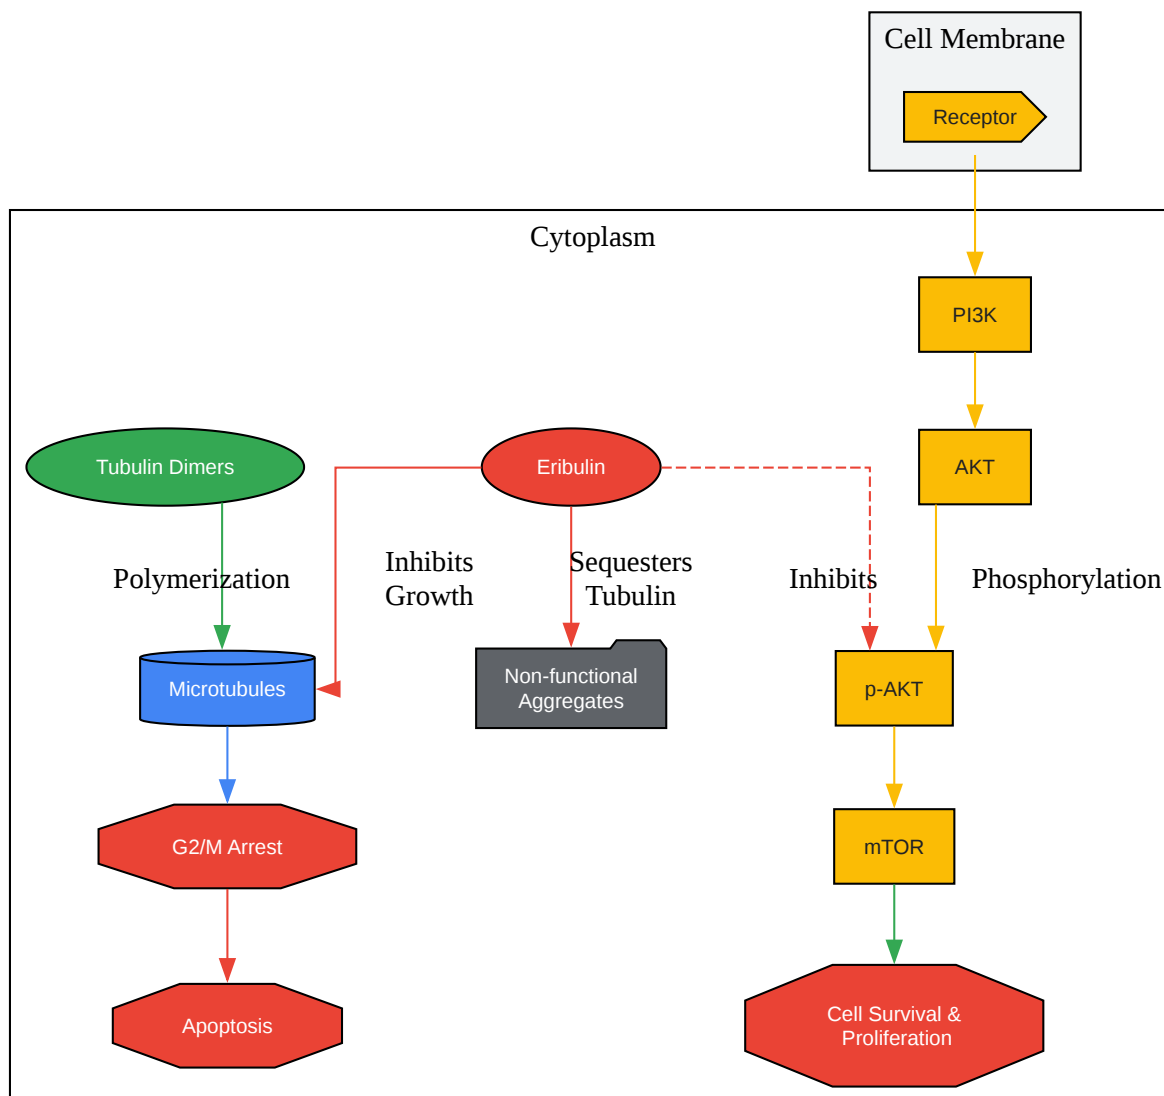 Cell Membrane
Receptor
Cytoplasm
PI3K
Tubulin Dimers
Eribulin
AKT
Polymerization
Inhibits
Growth
Sequesters
Tubulin
Inhibits
Phosphorylation
Microtubules
Non-functional
Aggregates
p-AKT
G2/M Arrest
mTOR
Apoptosis
Cell Survival &
Proliferation